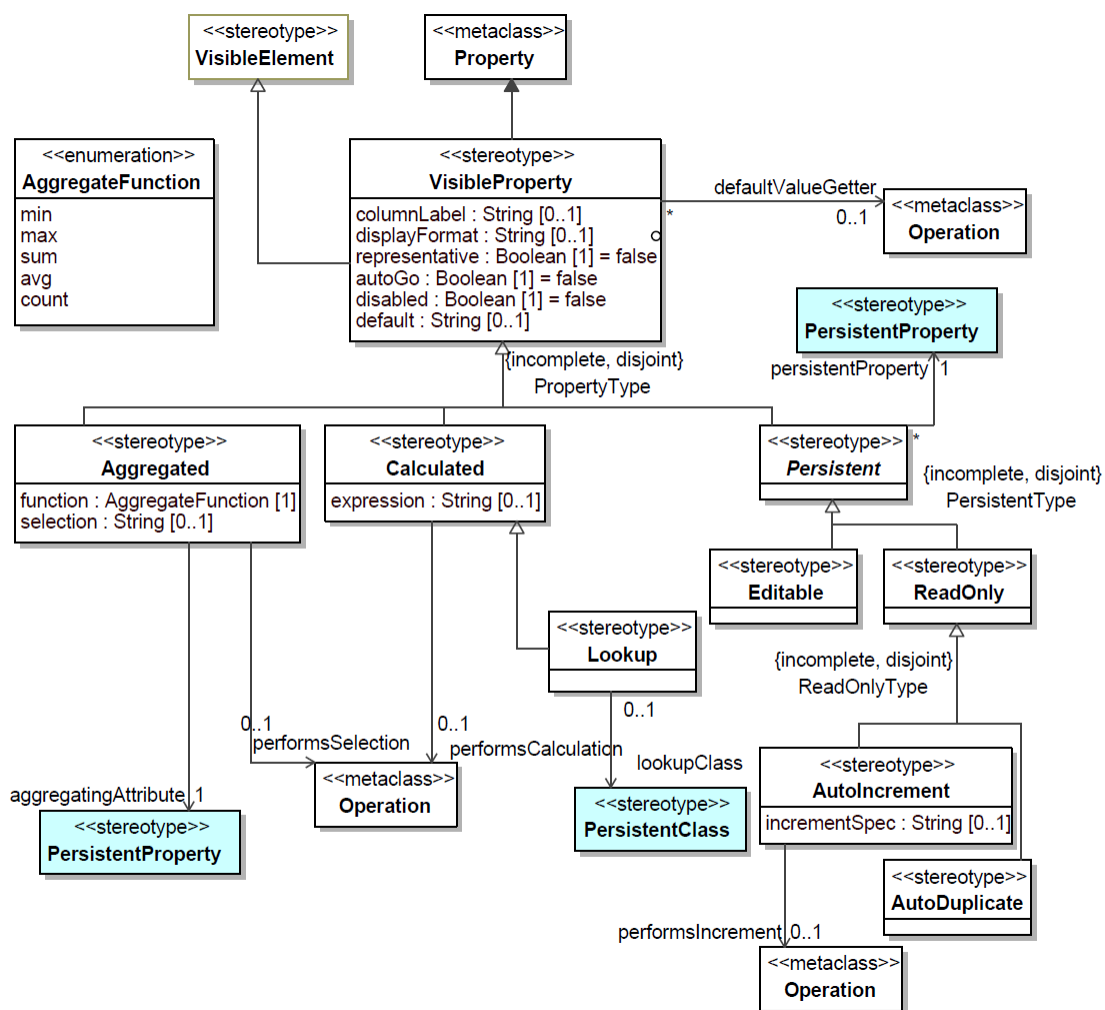 <<stereotype>>
VisibleElement
<<metaclass>>
Property
<<enumeration>>
AggregateFunction
min
max
sum
avg
count
<<stereotype>>
VisibleProperty
columnLabel : String [0..1]
displayFormat : String [0..1]
representative : Boolean [1] = false
autoGo : Boolean [1] = false
disabled : Boolean [1] = false
default : String [0..1]
defaultValueGetter
*
0..1
<<metaclass>>
Operation
<<stereotype>>
PersistentProperty
persistentProperty 1
{incomplete, disjoint}
PropertyType
<<stereotype>>
Aggregated
function : AggregateFunction [1]
selection : String [0..1]
<<stereotype>>
Calculated
expression : String [0..1]
<<stereotype>>
Persistent
*
{incomplete, disjoint}
PersistentType
<<stereotype>>
Editable
<<stereotype>>
ReadOnly
<<stereotype>>
Lookup
{incomplete, disjoint}
ReadOnlyType
0..1
performsSelection
0..1
performsCalculation
0..1
lookupClass
<<metaclass>>
Operation
aggregatingAttribute 1
<<stereotype>>
PersistentProperty
<<stereotype>>
PersistentClass
<<stereotype>>
AutoIncrement
incrementSpec : String [0..1]
<<stereotype>>
AutoDuplicate
performsIncrement 0..1
<<metaclass>>
Operation